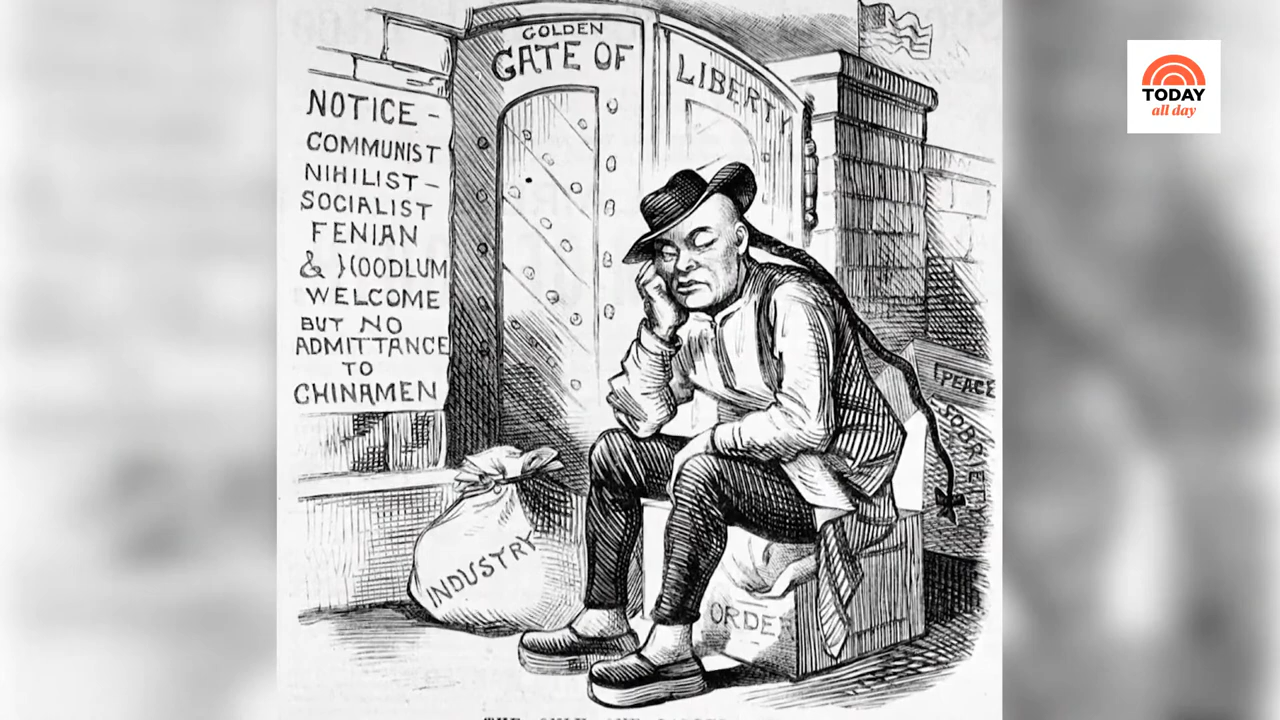 GOLDEN
GATE OF
LIBERTY
NOTICE -
COMMUNIST
NIHILIST -
SOCIALIST
FENIAN
& HOODLUM
WELCOME
BUT NO
ADMITTANCE
TO
CHINAMEN
PEACE
SOBRIETY
INDUSTRY
ORDE
TODAY
all day